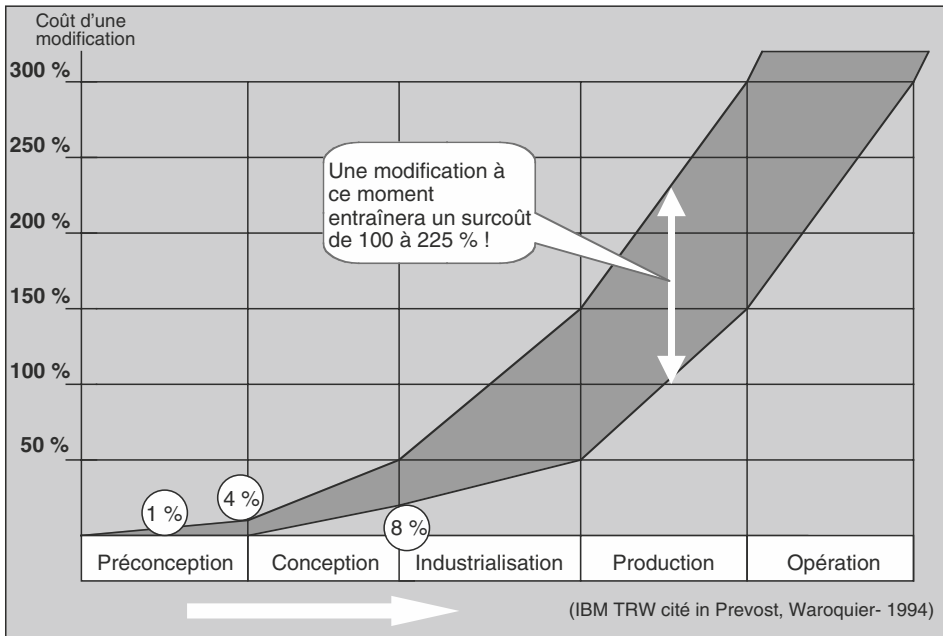 Coût d'une
modification
300 %
250 %
200 %
150 %
100 %
50 %
Une modification à
ce moment
entraînera un surcoût
de 100 à 225 % !
1 %
4 %
8 %
Préconception
Conception
Industrialisation
Production
Opération
(IBM TRW cité in Prevost, Waroquier- 1994)